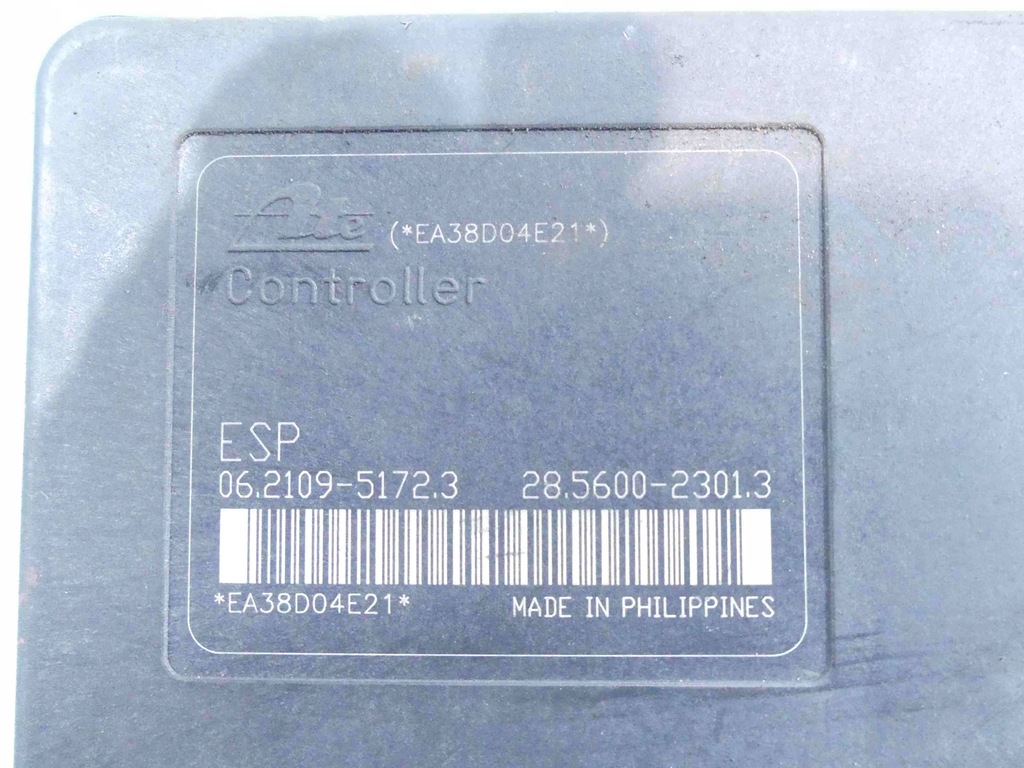 Ate (*EA38D04E21*)
Controller
ESP
06.2109-5172.3 28.5600-2301.3
*EA38D04E21* MADE IN PHILIPPINES